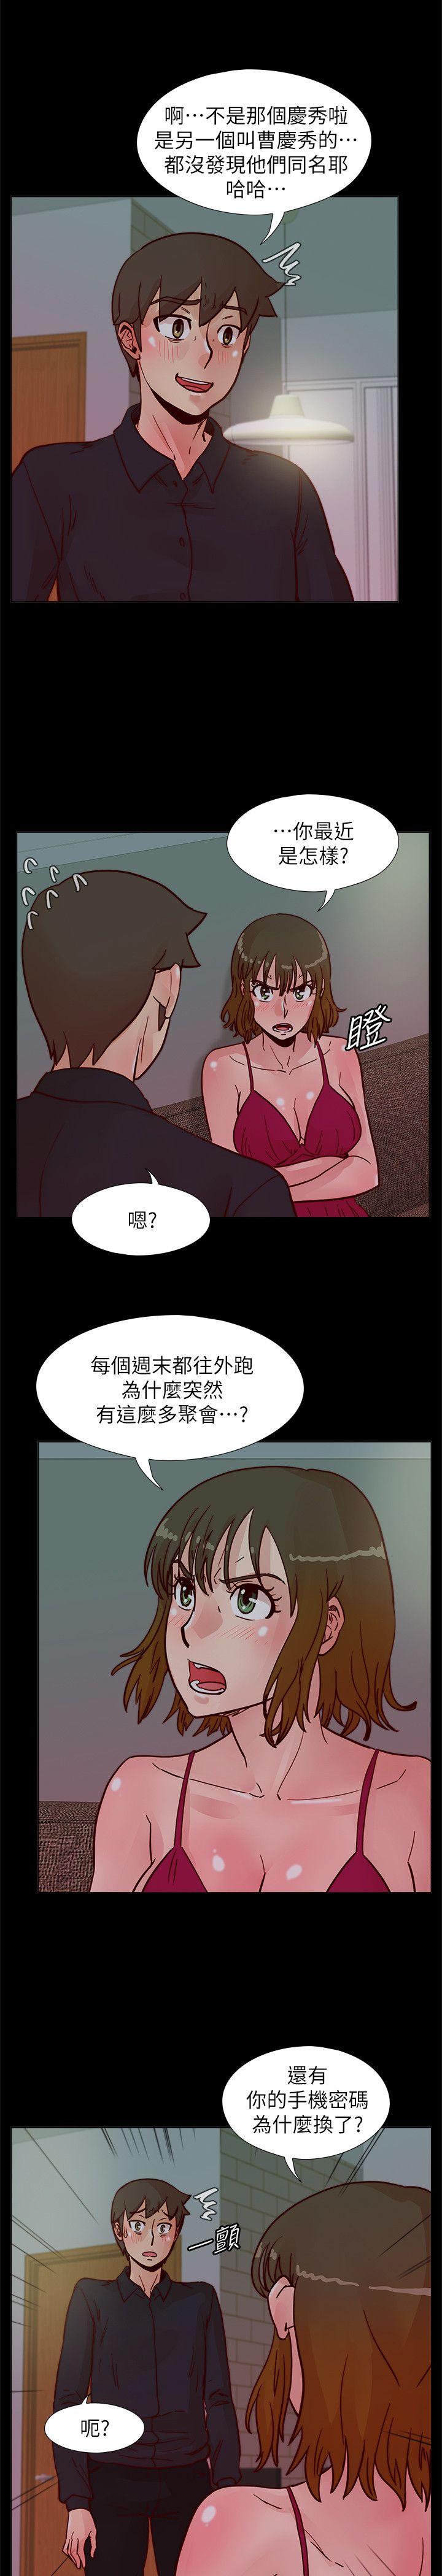 啊…不是那個慶秀啦
是另一個叫曹慶秀的…
都沒發現他們同名耶
哈哈…
…你最近
是怎樣?
瞪
嗯?
每個週末都往外跑
為什麼突然
有這麼多聚會…?
還有
你的手機密碼
為什麼換了?
一顫
呃?